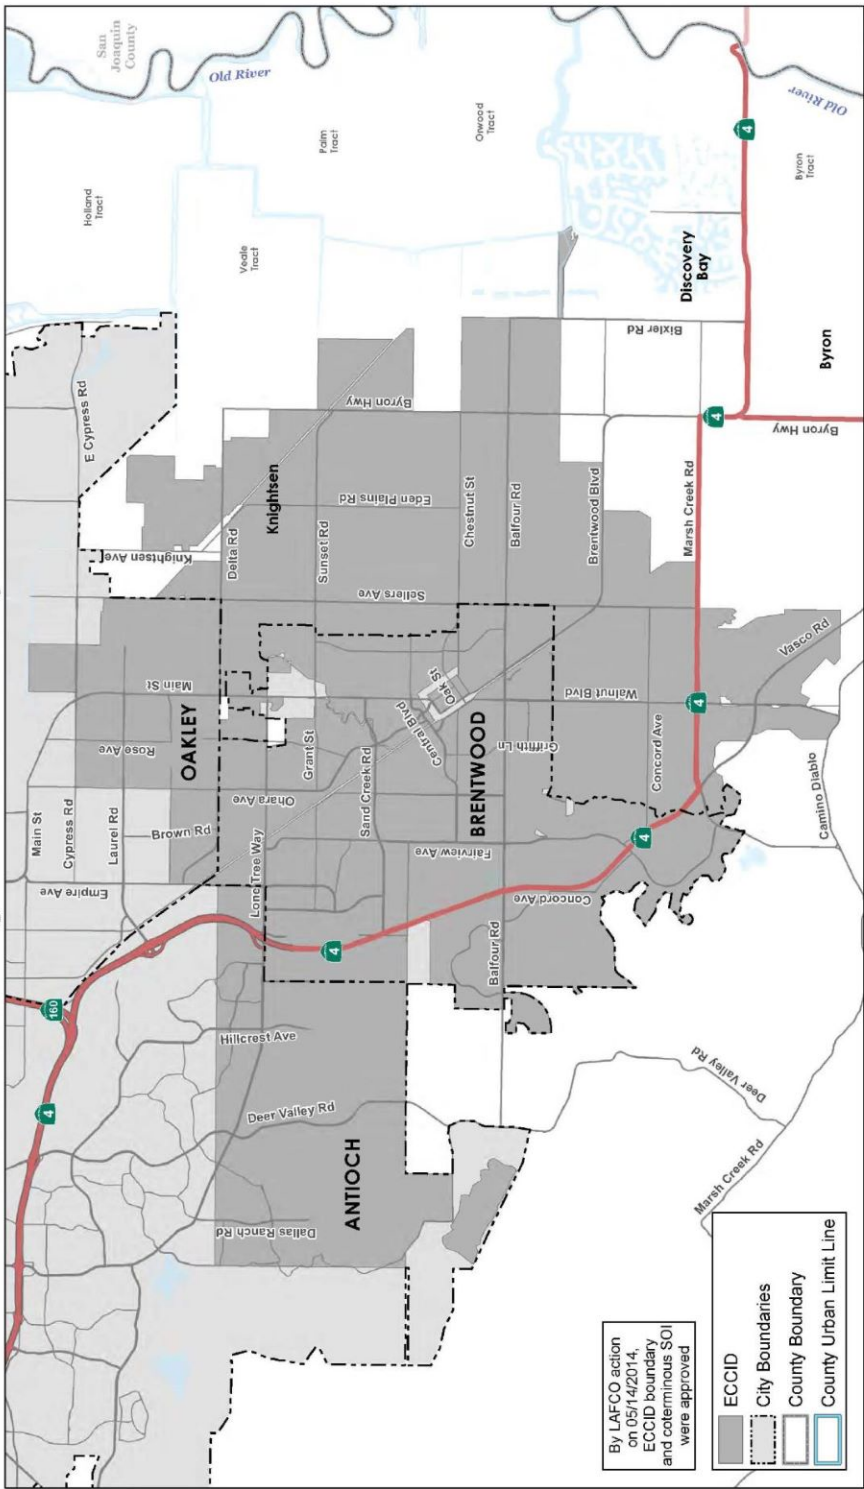 San
Joaquin
County
Old River
Old River
Holland
Tract
Palm
Tract
Orwood
Tract
Veale
Tract
Byron
Tract
4
Discovery
Bay
Bixler Rd
Byron
E Cypress Rd
Byron Hwy
4
Byron Hwy
Knightsen
Eden Plains Rd
Knightsen Ave
Delta Rd
Sunset Rd
Chestnut St
Balfour Rd
Brentwood Blvd
Marsh Creek Rd
Sellers Ave
Vasco Rd
Main St
Oak St
Walnut Blvd
4
OAKLEY
Rose Ave
Grant St
Central Blvd
BRENTWOOD
Griffith Ln
Concord Ave
Camino Diablo
Main St
Cypress Rd
Laurel Rd
Ohara Ave
Sand Creek Rd
Brown Rd
Fairview Ave
4
Empire Ave
Lone Tree Way
Concord Ave
4
Balfour Rd
160
Hillcrest Ave
4
Deer Valley Rd
Deer Valley Rd
ANTIOCH
Marsh Creek Rd
Dallas Ranch Rd
By LAFCO action
on 05/14/2014,
ECCID boundary
and coterminous SOI
were approved
ECCID
City Boundaries
County Boundary
County Urban Limit Line